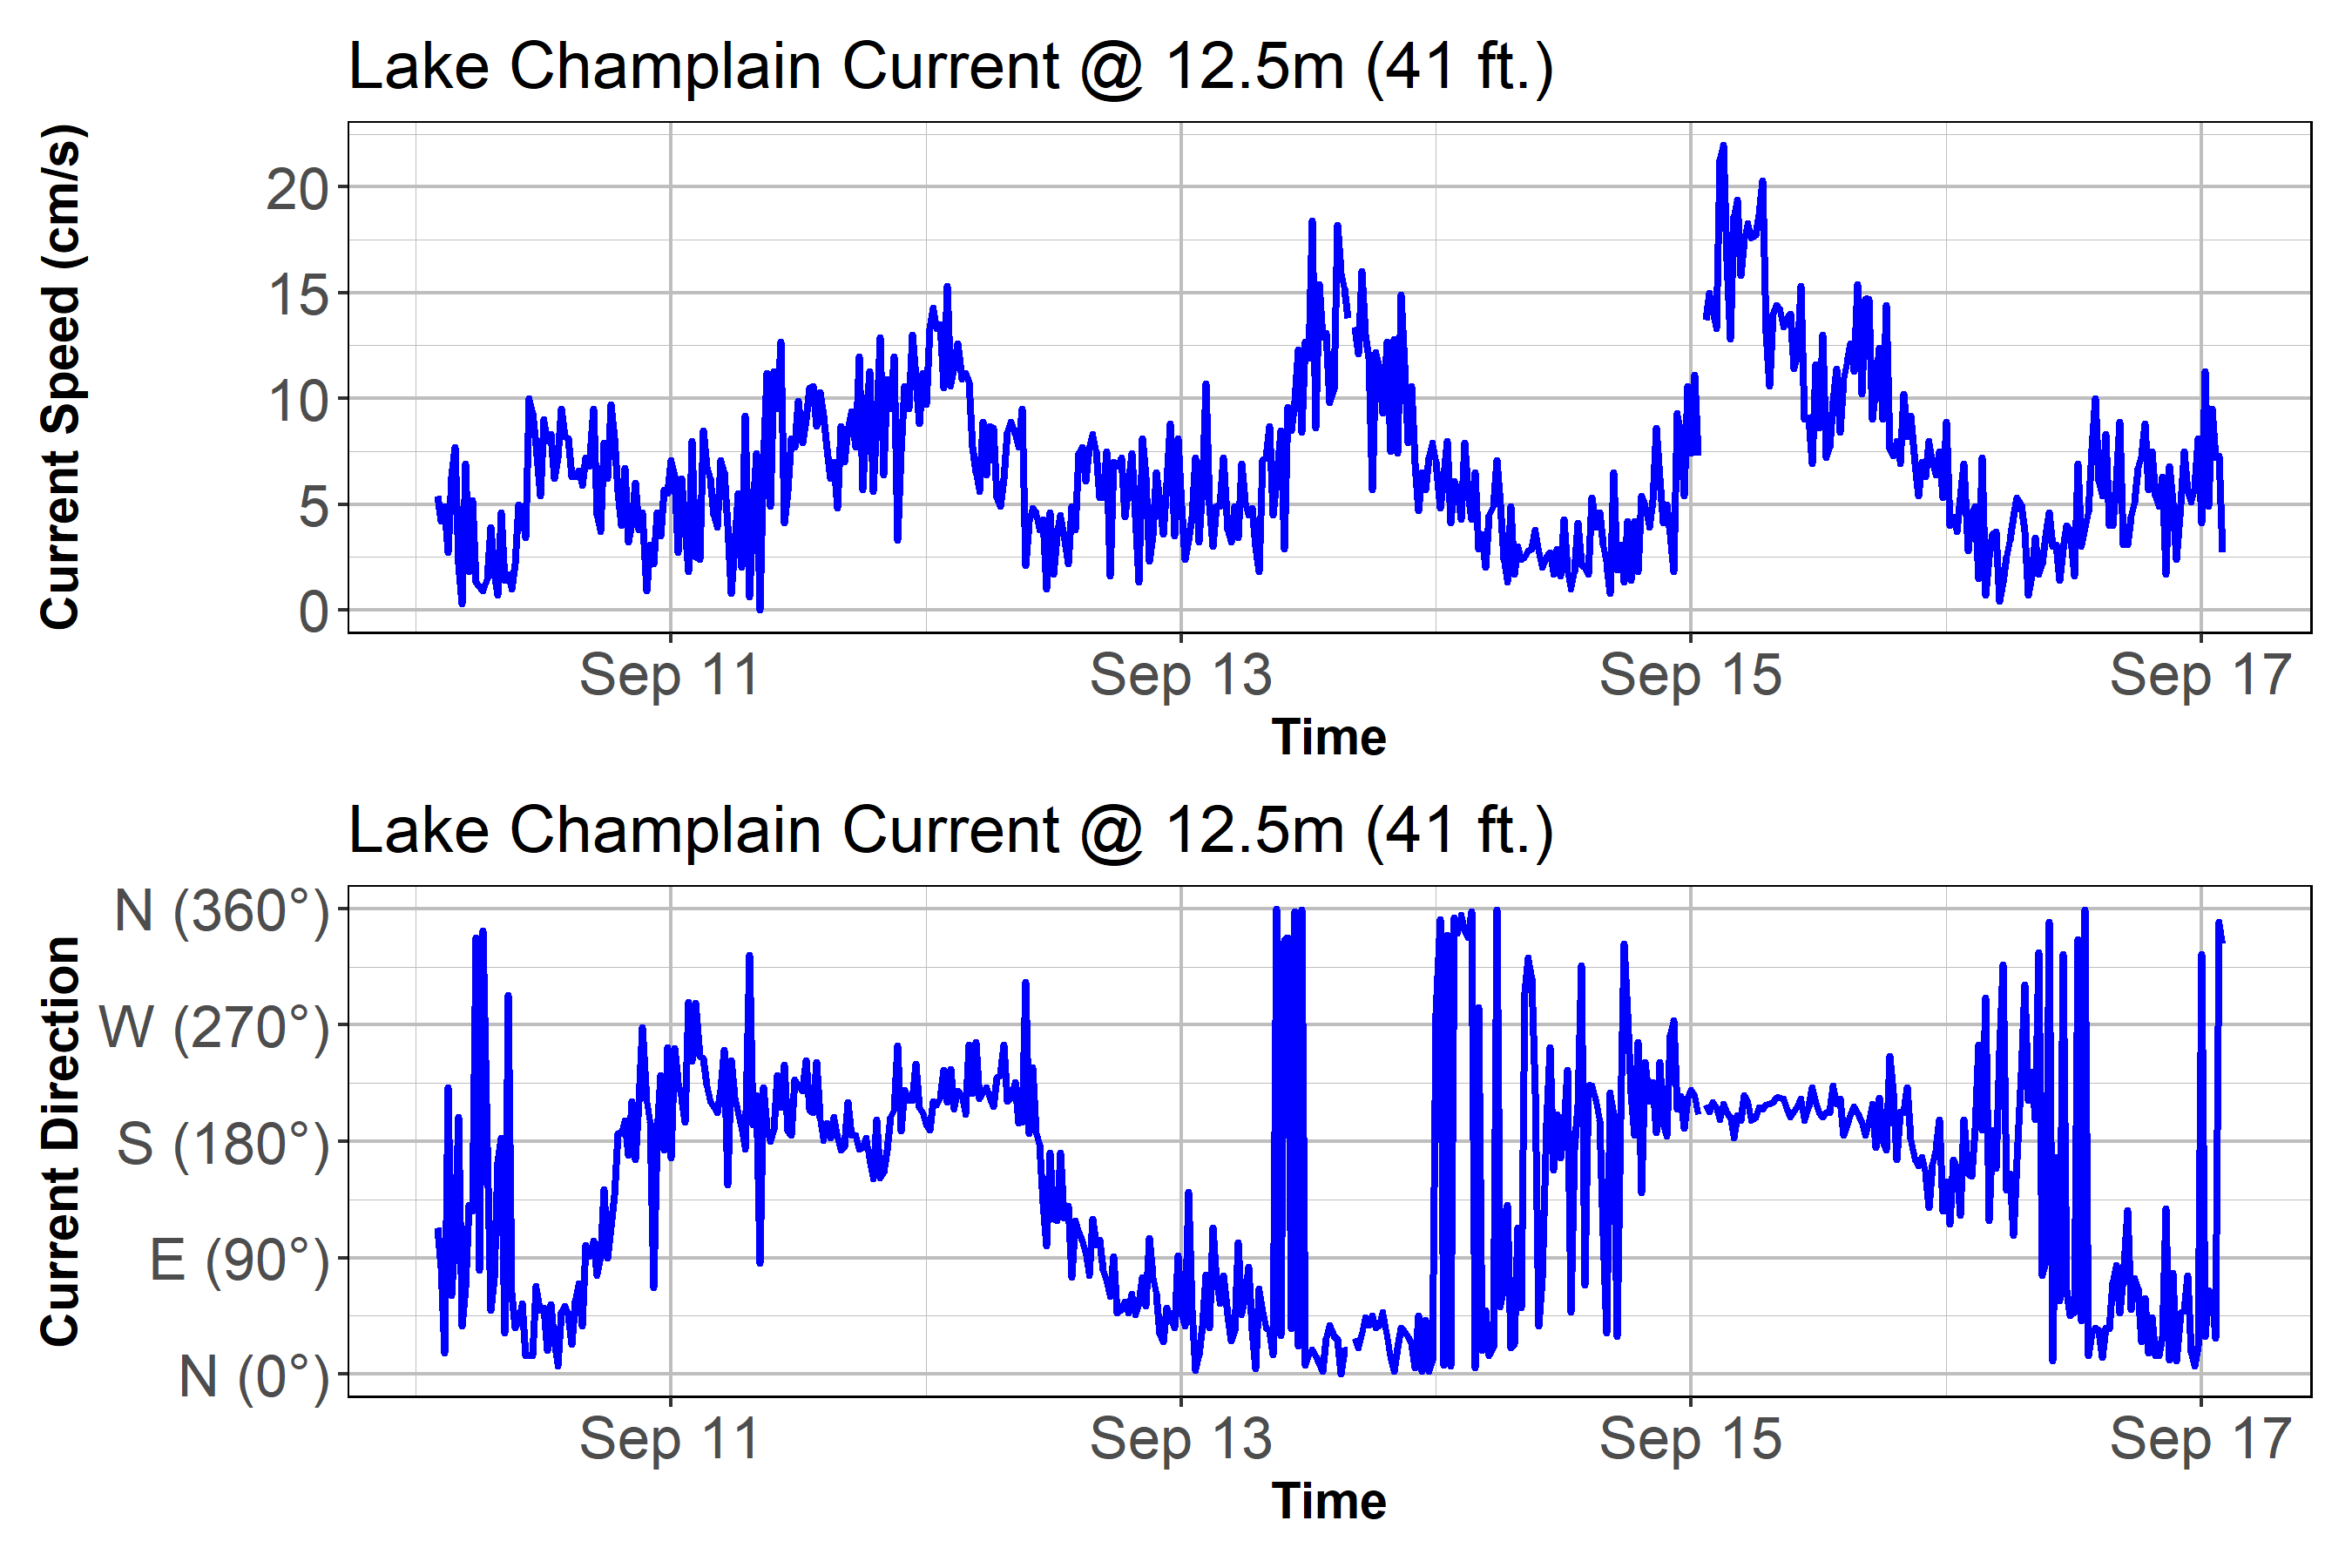 Lake Champlain Current @ 12.5m (41 ft.)
Current Speed (cm/s)
20
15
10
5
0
Sep 11 Sep 13 Sep 15 Sep 17
Time
Lake Champlain Current @ 12.5m (41 ft.)
Current Direction
N (360°)
W (270°)
S (180°)
E (90°)
N (0°)
Sep 11 Sep 13 Sep 15 Sep 17
Time